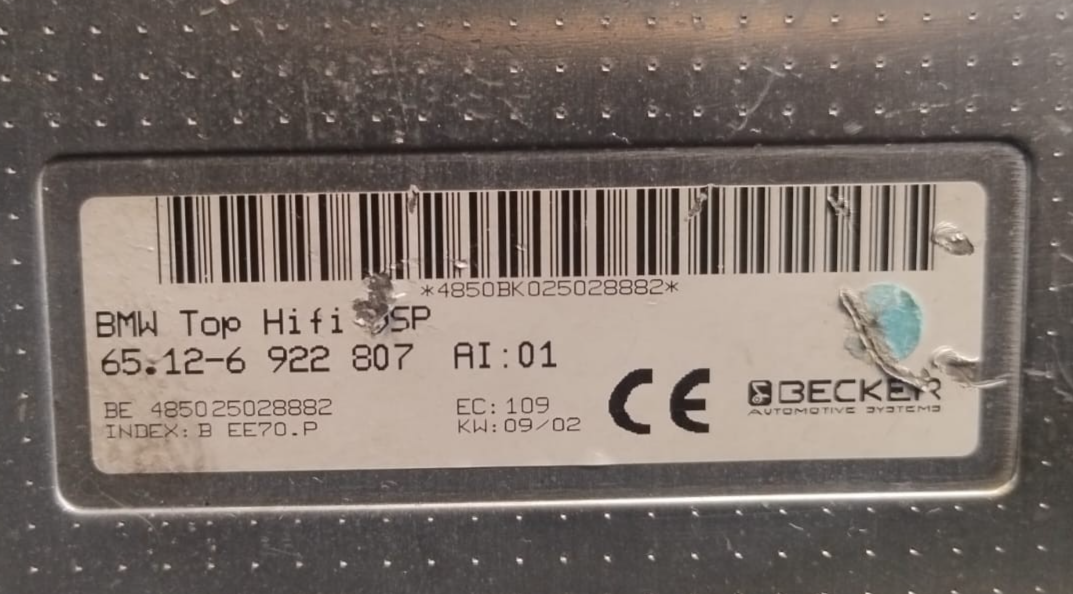 *4850BK025028882*
BMW Top Hifi DSP
65.12-6 922 807 AI:01
BE 485025028882 EC:109
INDEX: B EE70.P KW:09/02
CE
BECKER
AUTOMOTIVE SYSTEMS